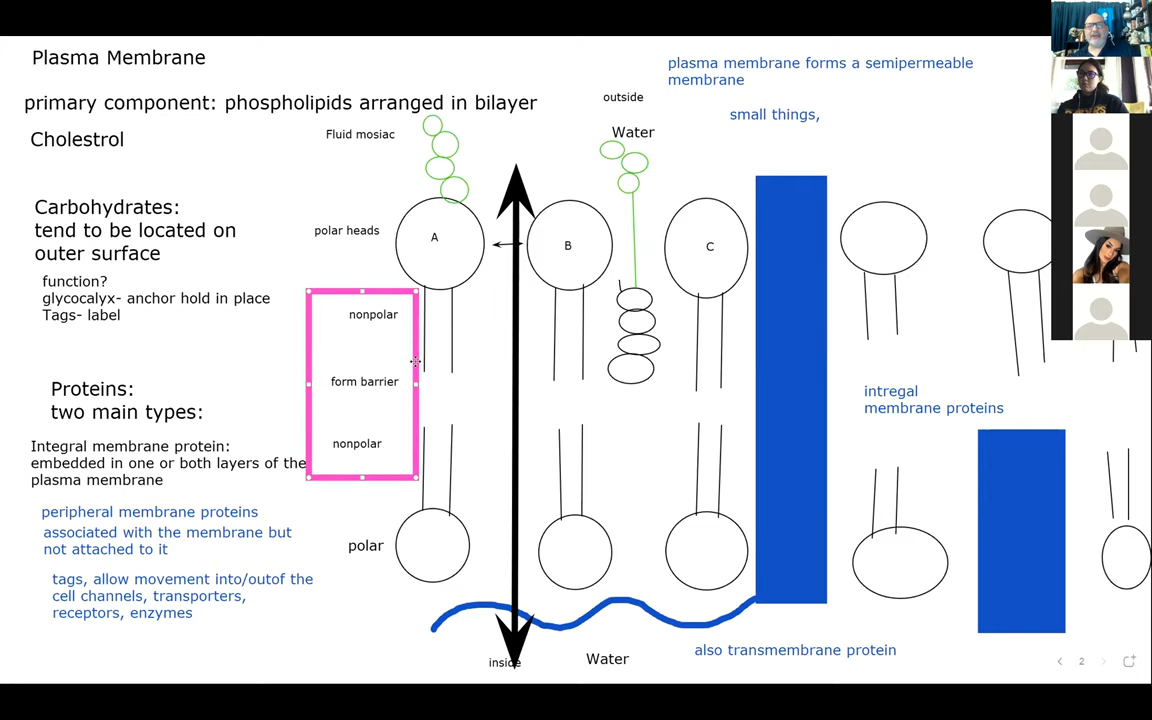 Plasma Membrane
primary component: phospholipids arranged in bilayer
Cholestrol
Carbohydrates:
tend to be located on
outer surface
function?
glycocalyx- anchor hold in place
Tags- label
Proteins:
two main types:
Integral membrane protein:
embedded in one or both layers of the
plasma membrane
peripheral membrane proteins
associated with the membrane but
not attached to it
tags, allow movement into/outof the
cell channels, transporters,
receptors, enzymes
Fluid mosiac
polar heads
nonpolar
form barrier
nonpolar
polar
A
B
C
outside
Water
inside
Water
plasma membrane forms a semipermeable
membrane
small things,
intregal
membrane proteins
also transmembrane protein
2